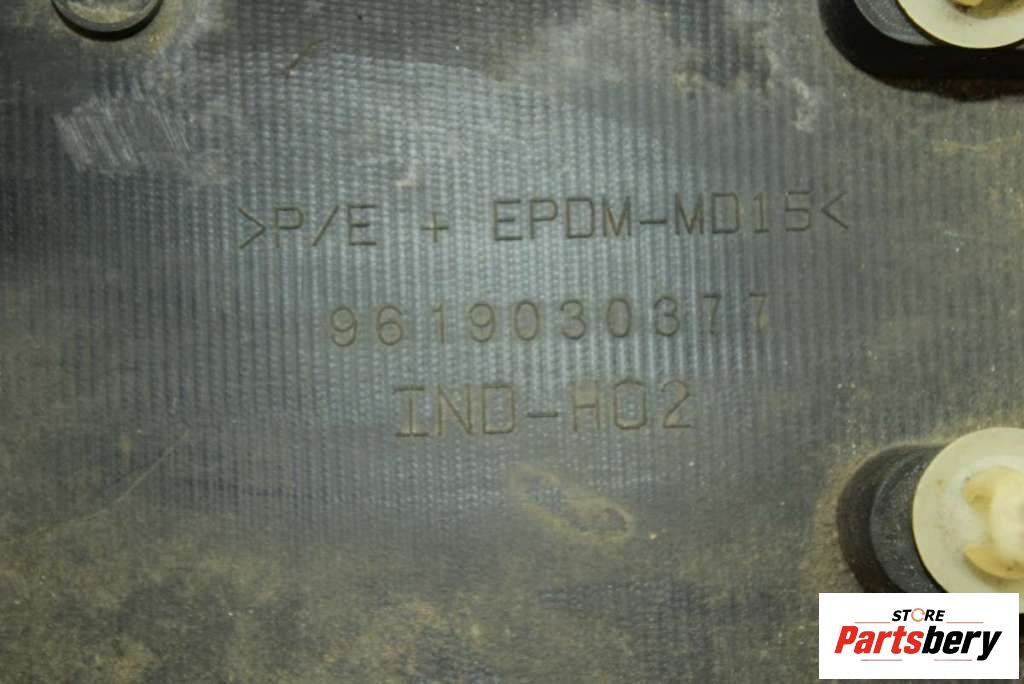 >P/E + EPDM-MD15<
9619030377
IND-H02
STORE
Partsbery